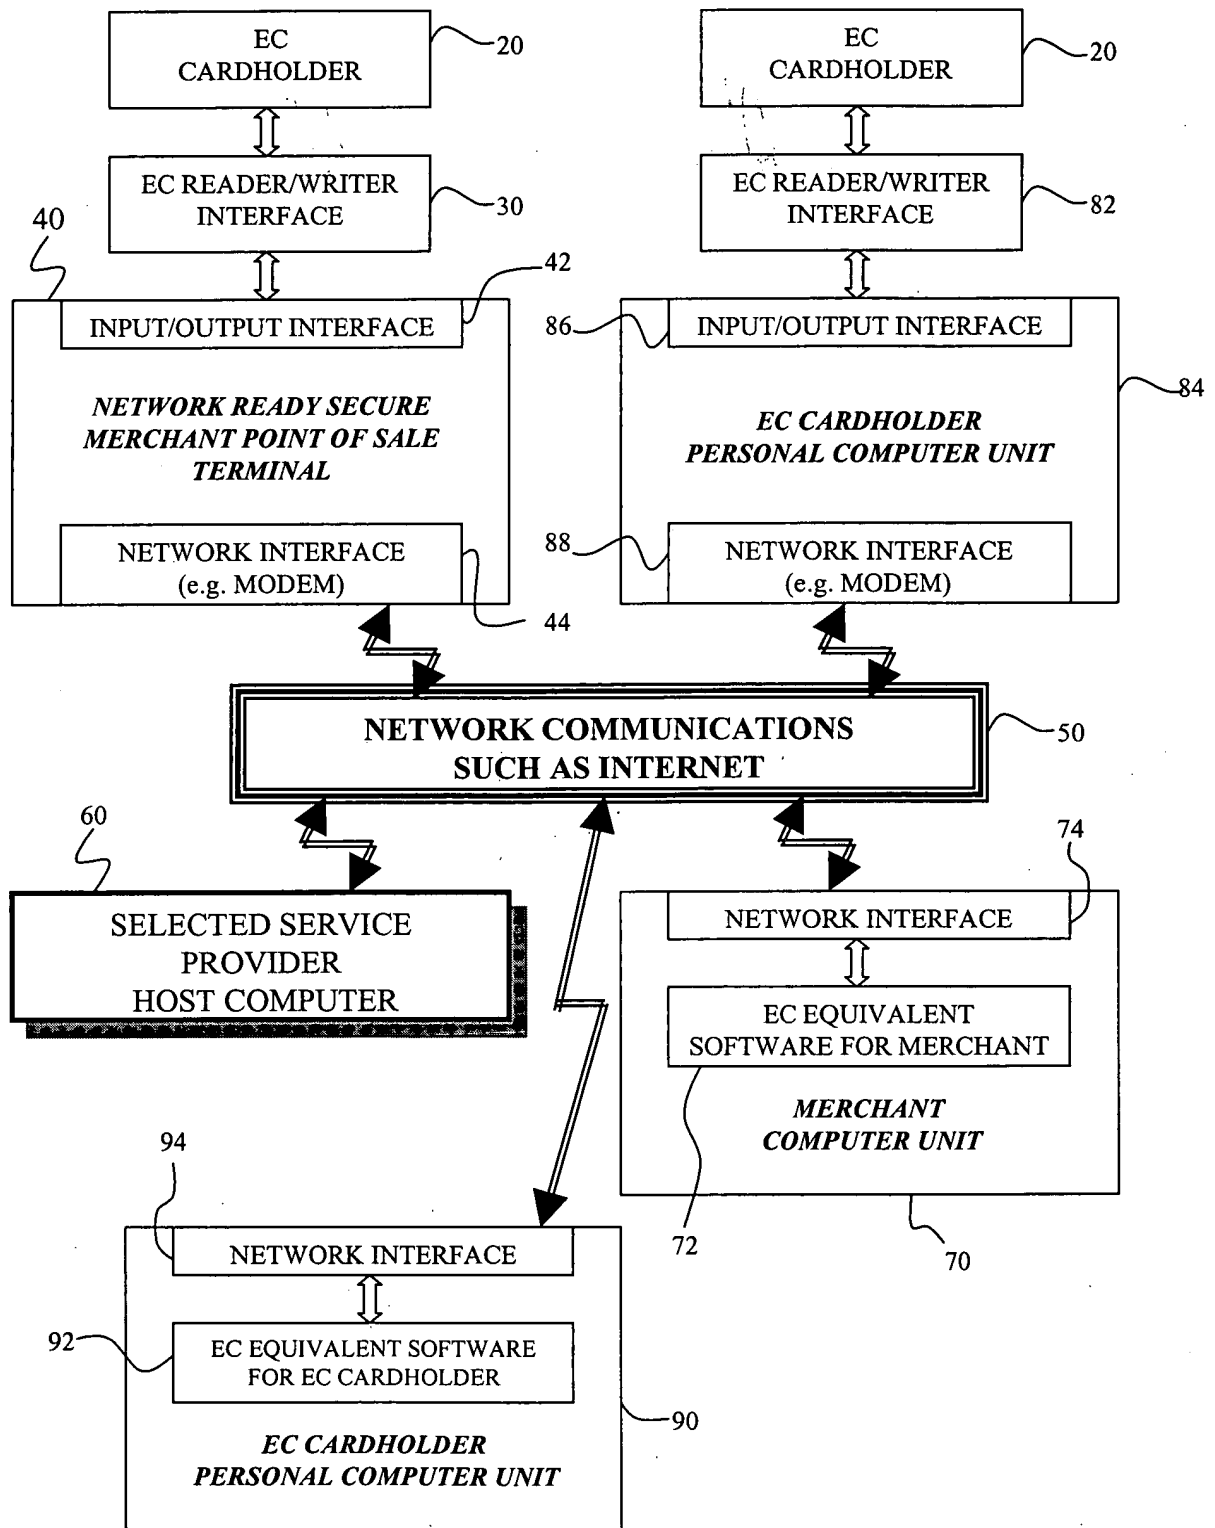 EC
CARDHOLDER
20
EC
CARDHOLDER
20
EC READER/WRITER
INTERFACE
30
EC READER/WRITER
INTERFACE
82
40
42
INPUT/OUTPUT INTERFACE
NETWORK READY SECURE
MERCHANT POINT OF SALE
TERMINAL
NETWORK INTERFACE
(e.g. MODEM)
44
86
INPUT/OUTPUT INTERFACE
84
EC CARDHOLDER
PERSONAL COMPUTER UNIT
88
NETWORK INTERFACE
(e.g. MODEM)
NETWORK COMMUNICATIONS
SUCH AS INTERNET
50
60
SELECTED SERVICE
PROVIDER
HOST COMPUTER
74
NETWORK INTERFACE
EC EQUIVALENT
SOFTWARE FOR MERCHANT
MERCHANT
COMPUTER UNIT
72
70
94
NETWORK INTERFACE
92
EC EQUIVALENT SOFTWARE
FOR EC CARDHOLDER
90
EC CARDHOLDER
PERSONAL COMPUTER UNIT